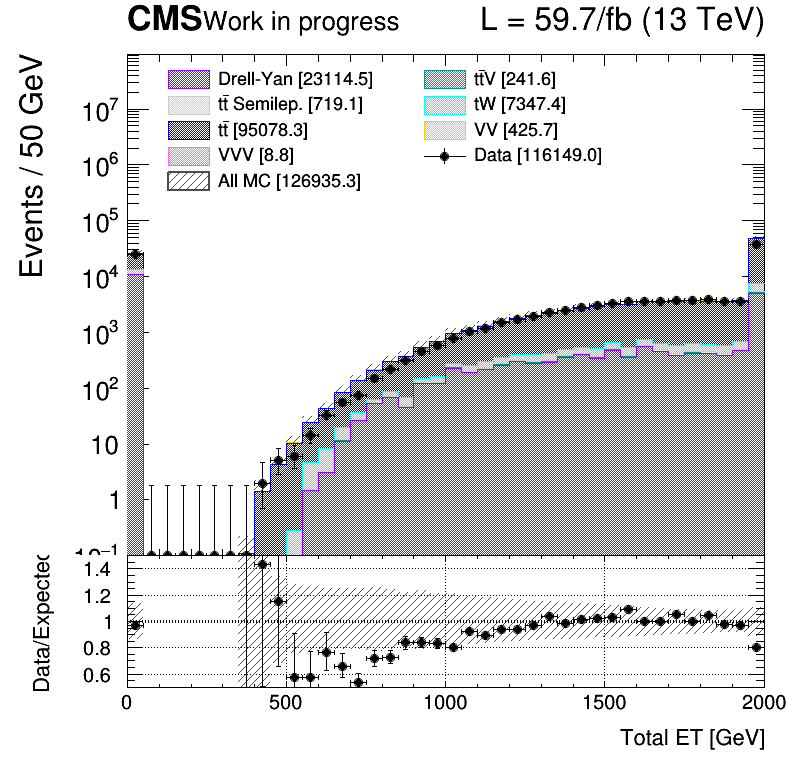 CMS Work in progress L = 59.7/fb (13 TeV)
Events / 50 GeV
Drell-Yan [23114.5] tt̄V [241.6]
tt̄ Semilep. [719.1] tW [7347.4]
tt̄ [95078.3] VV [425.7]
VVV [8.8] Data [116149.0]
All MC [126935.3]
10⁷
10⁶
10⁵
10⁴
10³
10²
10
1
10⁻¹
Data/Expected
1.4
1.2
1
0.8
0.6
0 500 1000 1500 2000
Total ET [GeV]